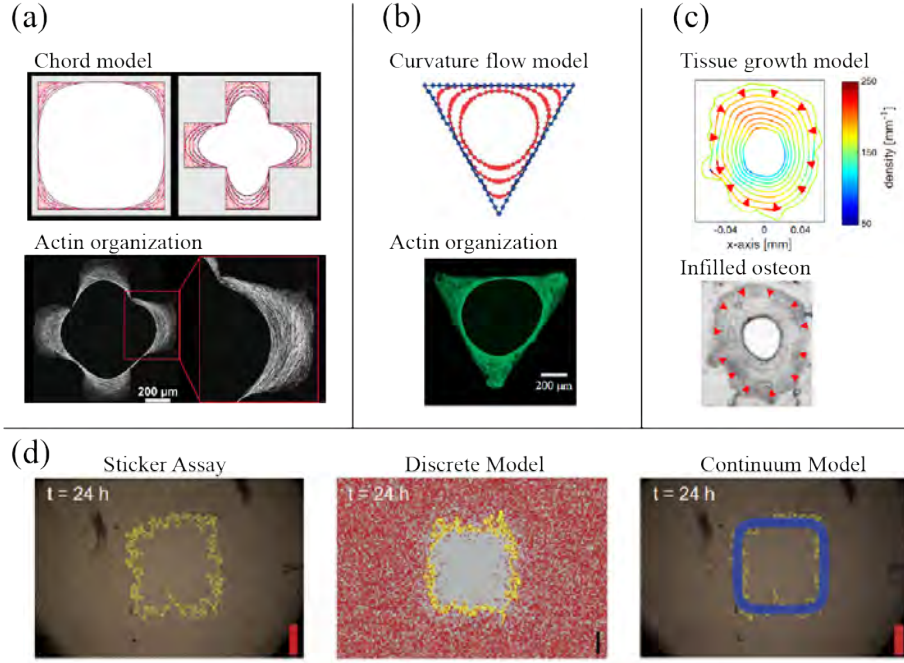 (a)
Chord model
Actin organization
200 μm
(b)
Curvature flow model
Actin organization
200 μm
(c)
Tissue growth model
250
150
50
density [mm⁻¹]
-0.04 0 0.04
x-axis [mm]
Infilled osteon
(d)
Sticker Assay
t = 24 h
Discrete Model
t = 24 h
Continuum Model
t = 24 h